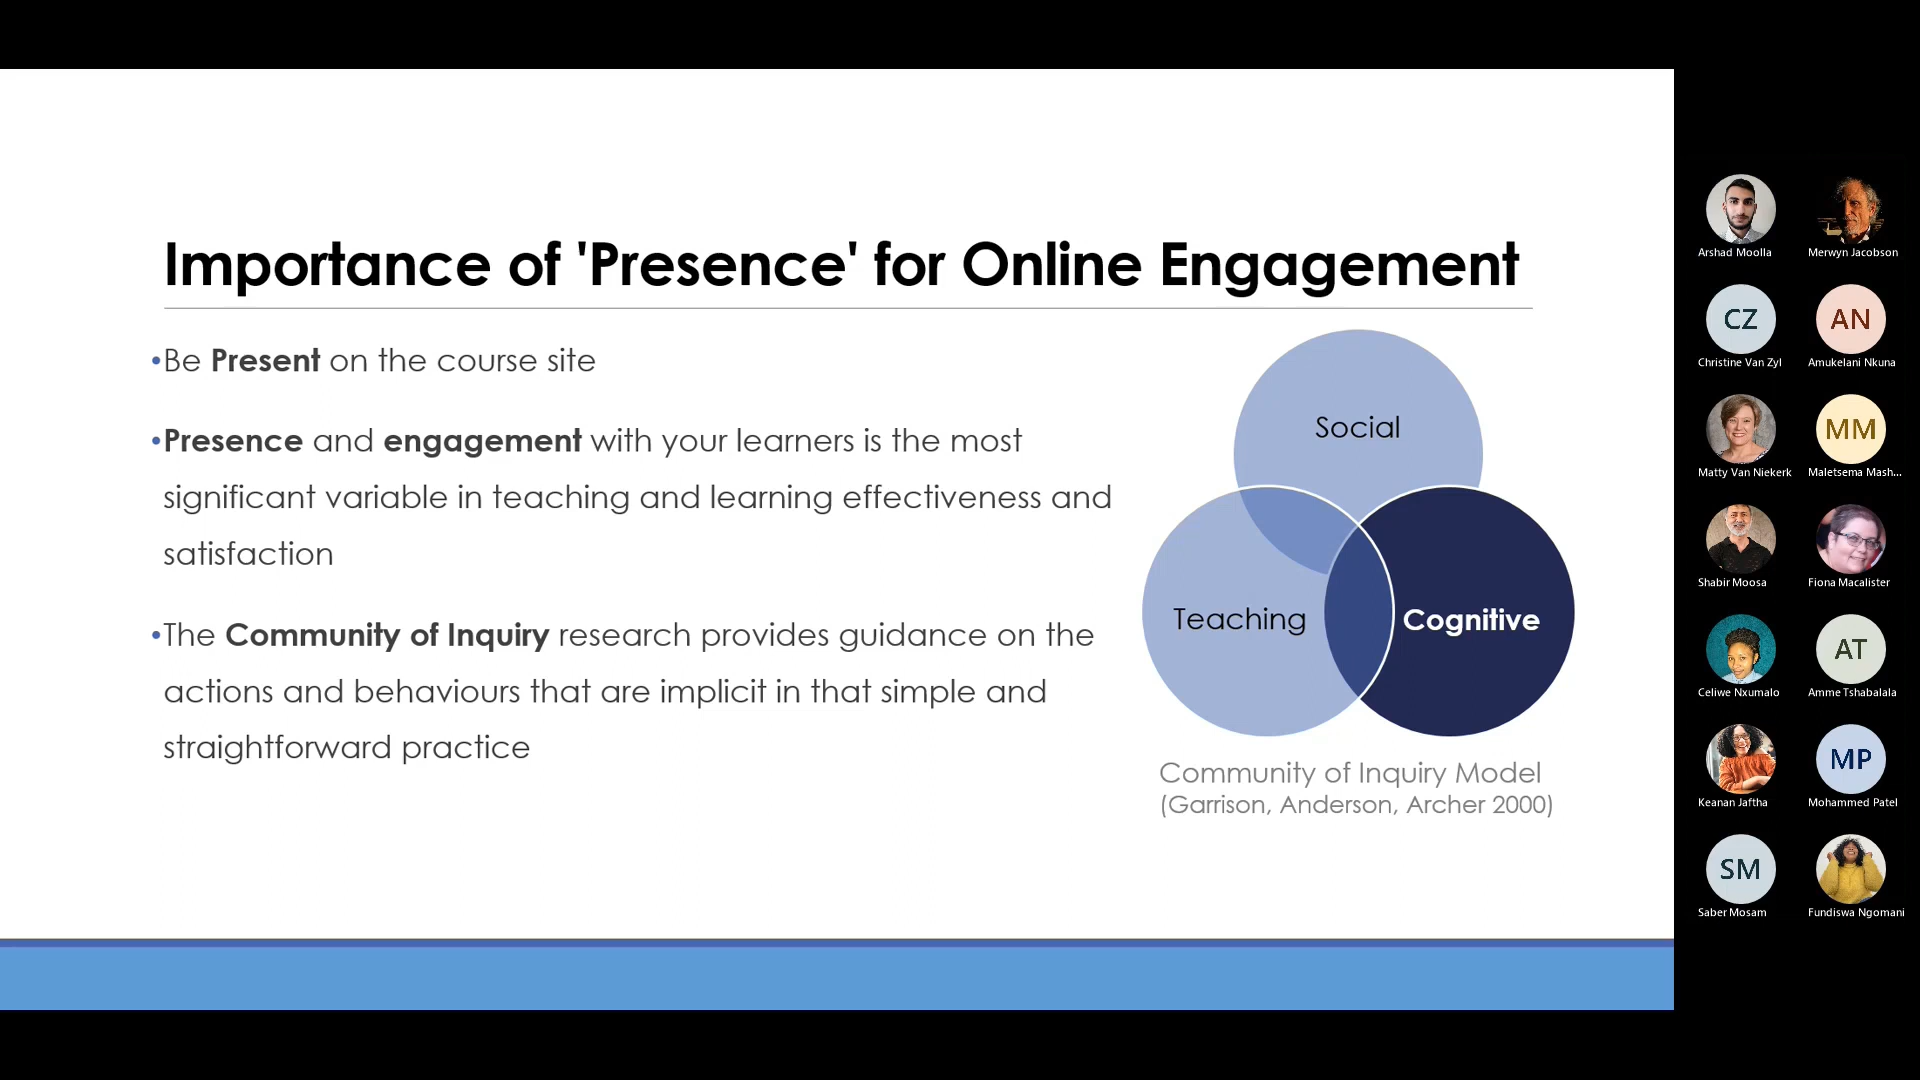 Importance of 'Presence' for Online Engagement
•Be Present on the course site
•Presence and engagement with your learners is the most
significant variable in teaching and learning effectiveness and
satisfaction
•The Community of Inquiry research provides guidance on the
actions and behaviours that are implicit in that simple and
straightforward practice
Social
Teaching
Cognitive
Community of Inquiry Model
(Garrison, Anderson, Archer 2000)
Arshad Moolla
Merwyn Jacobson
CZ
AN
Christine Van Zyl
Amukelani Nkuna
MM
Matty Van Niekerk
Maletsema Mash...
Shabir Moosa
Fiona Macalister
AT
Celiwe Nxumalo
Amme Tshabalala
MP
Keanan Jaftha
Mohammed Patel
SM
Saber Mosam
Fundiswa Ngomani